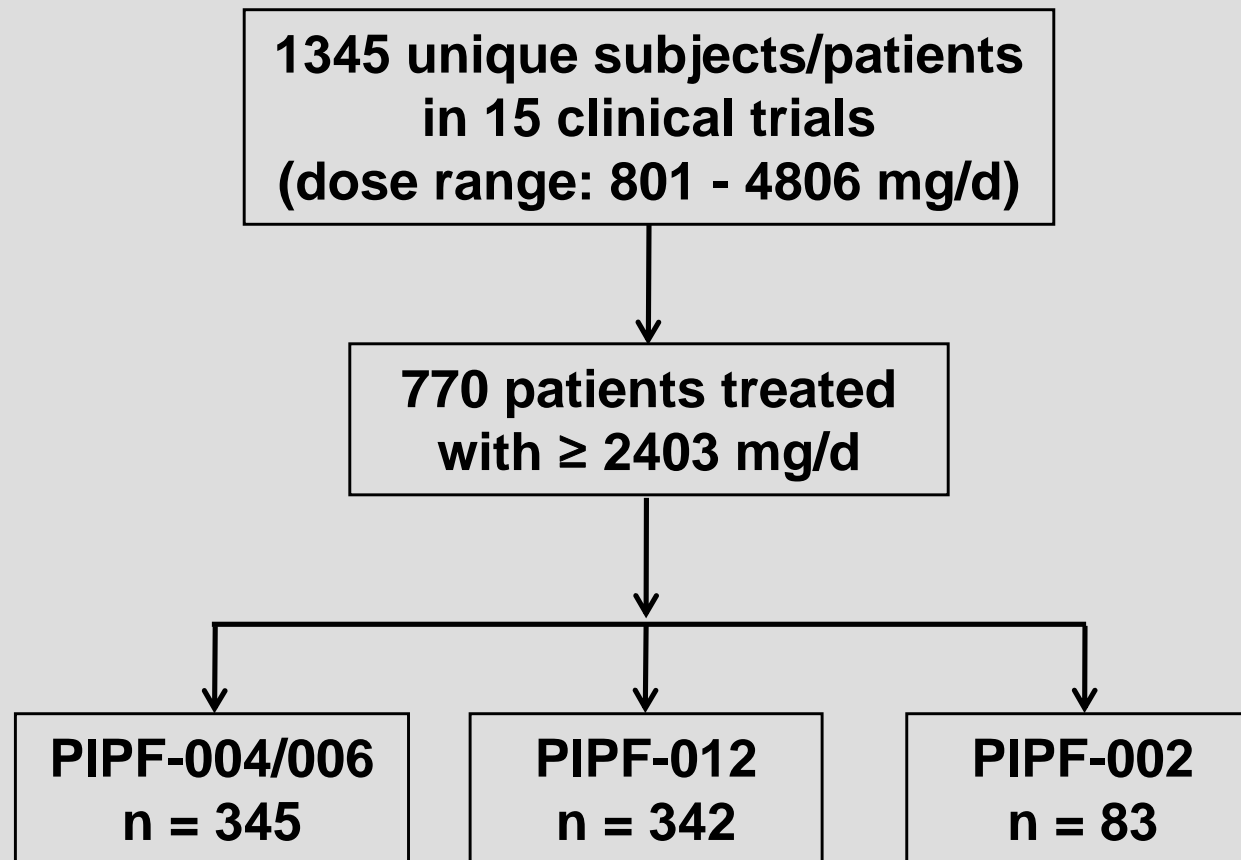 1345 unique subjects/patients
in 15 clinical trials
(dose range: 801 - 4806 mg/d)
770 patients treated
with ≥ 2403 mg/d
PIPF-004/006
n = 345
PIPF-012
n = 342
PIPF-002
n = 83